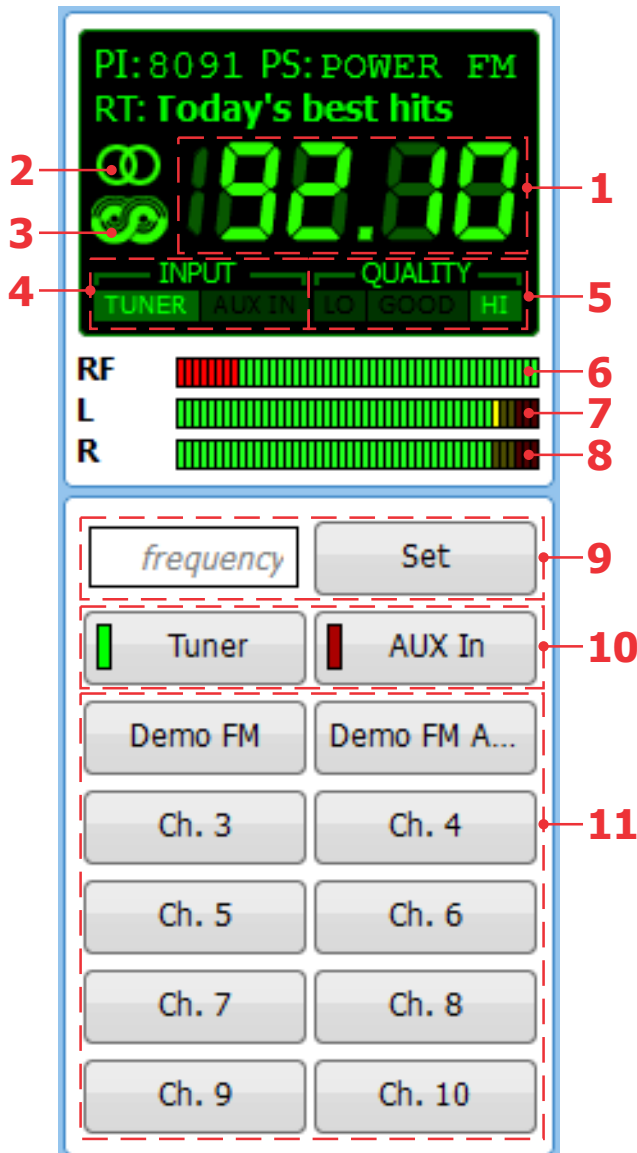 PI: 8091 PS: POWER FM
RT: Today's best hits
2
92.10
1
3
4
INPUT
QUALITY
5
TUNER AUX IN LO GOOD HI
RF
6
L
7
R
8
frequency Set
9
Tuner AUX In
10
Demo FM Demo FM A...
Ch. 3 Ch. 4
11
Ch. 5 Ch. 6
Ch. 7 Ch. 8
Ch. 9 Ch. 10